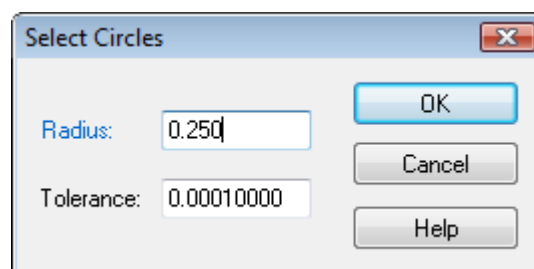 Select Circles
Radius: 0.250
OK
Cancel
Tolerance: 0.00010000
Help